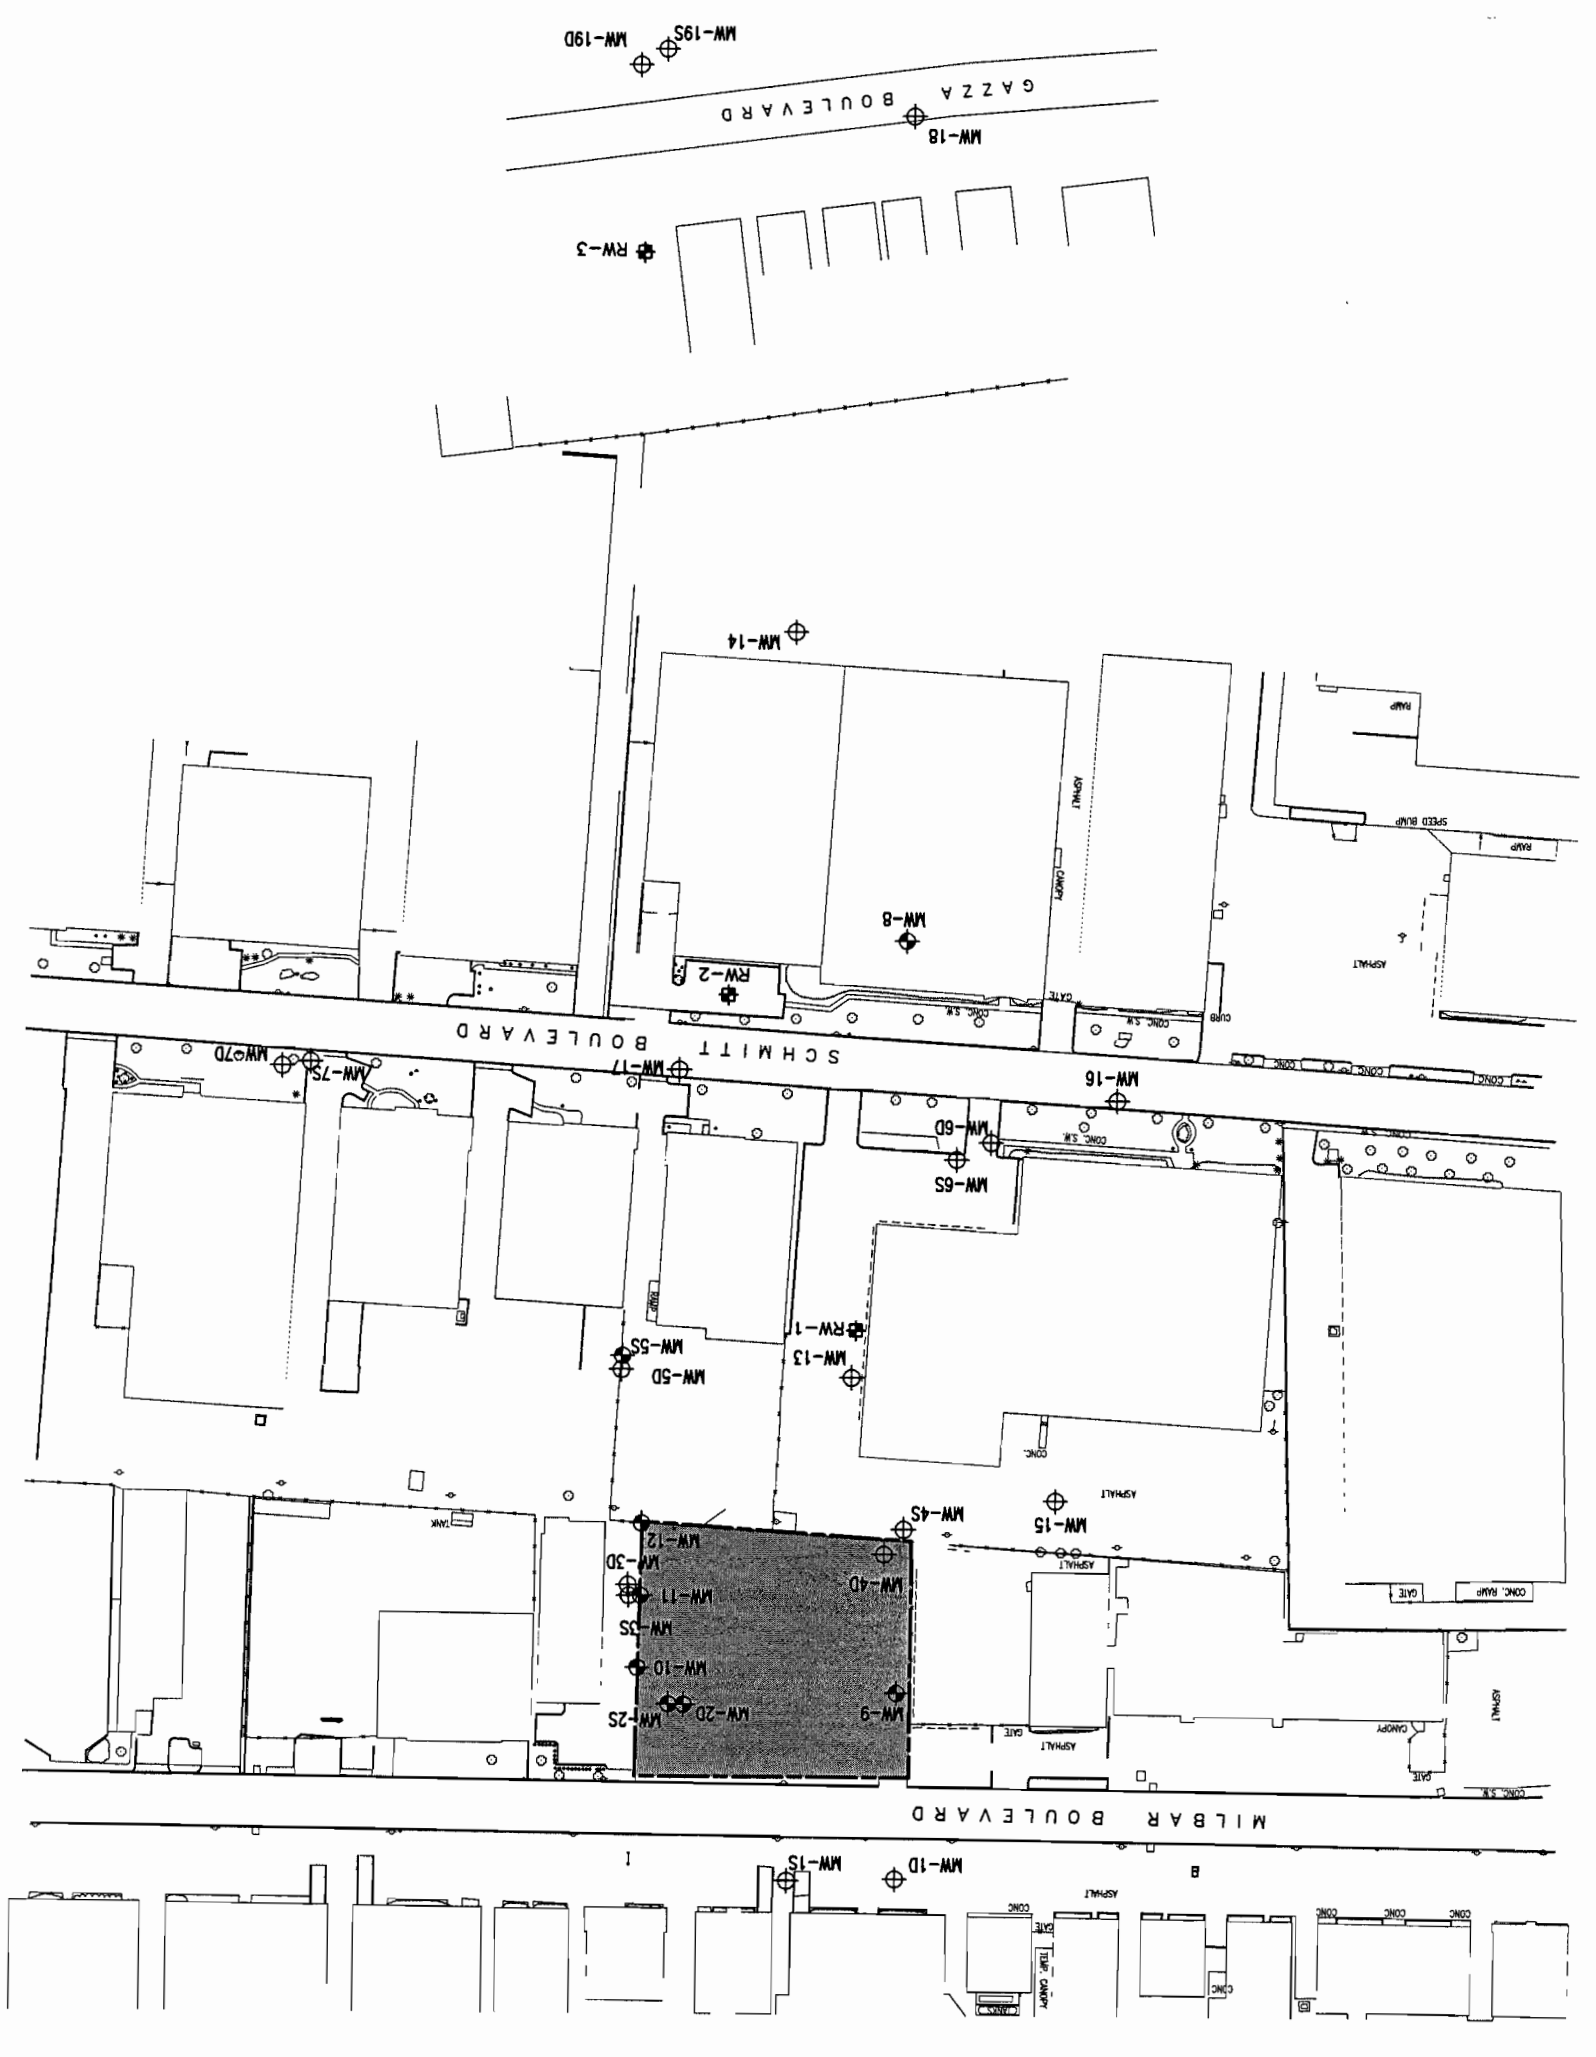 TANKS
CONC
TEMP. CANOPY
GATE
CONC
CONC
CONC
CONC
ASPHALT
MW-1D
MW-1S
MILBAR BOULEVARD
CONC. S.W.
GATE
CANOPY
ASPHALT
GATE
ASPHALT
MW-9
MW-2D
MW-2S
MW-10
MW-3S
MW-11
CONC. RAMP
GATE
MW-4D
ASPHALT
MW-3D
MW-12
MW-15
MW-4S
TANK
ASPHALT
CONC.
MW-5D
MW-13
MW-5S
RW-1
RAMP
MW-6S
CONC. S.W.
CONC. S.W.
MW-6D
MW-16
CONC
CONC
CONC
CONC
MW-17
MW-7S
MW-7D
SCHMITT BOULEVARD
CURB
CONC S.W.
CONC. S.W.
GATE
RW-2
ASPHALT
MW-8
CANOPY
RAMP
SPEED BUMP
ASPHALT
RAMP
MW-14
RW-3
MW-18
GAZZA BOULEVARD
MW-19S
MW-19D